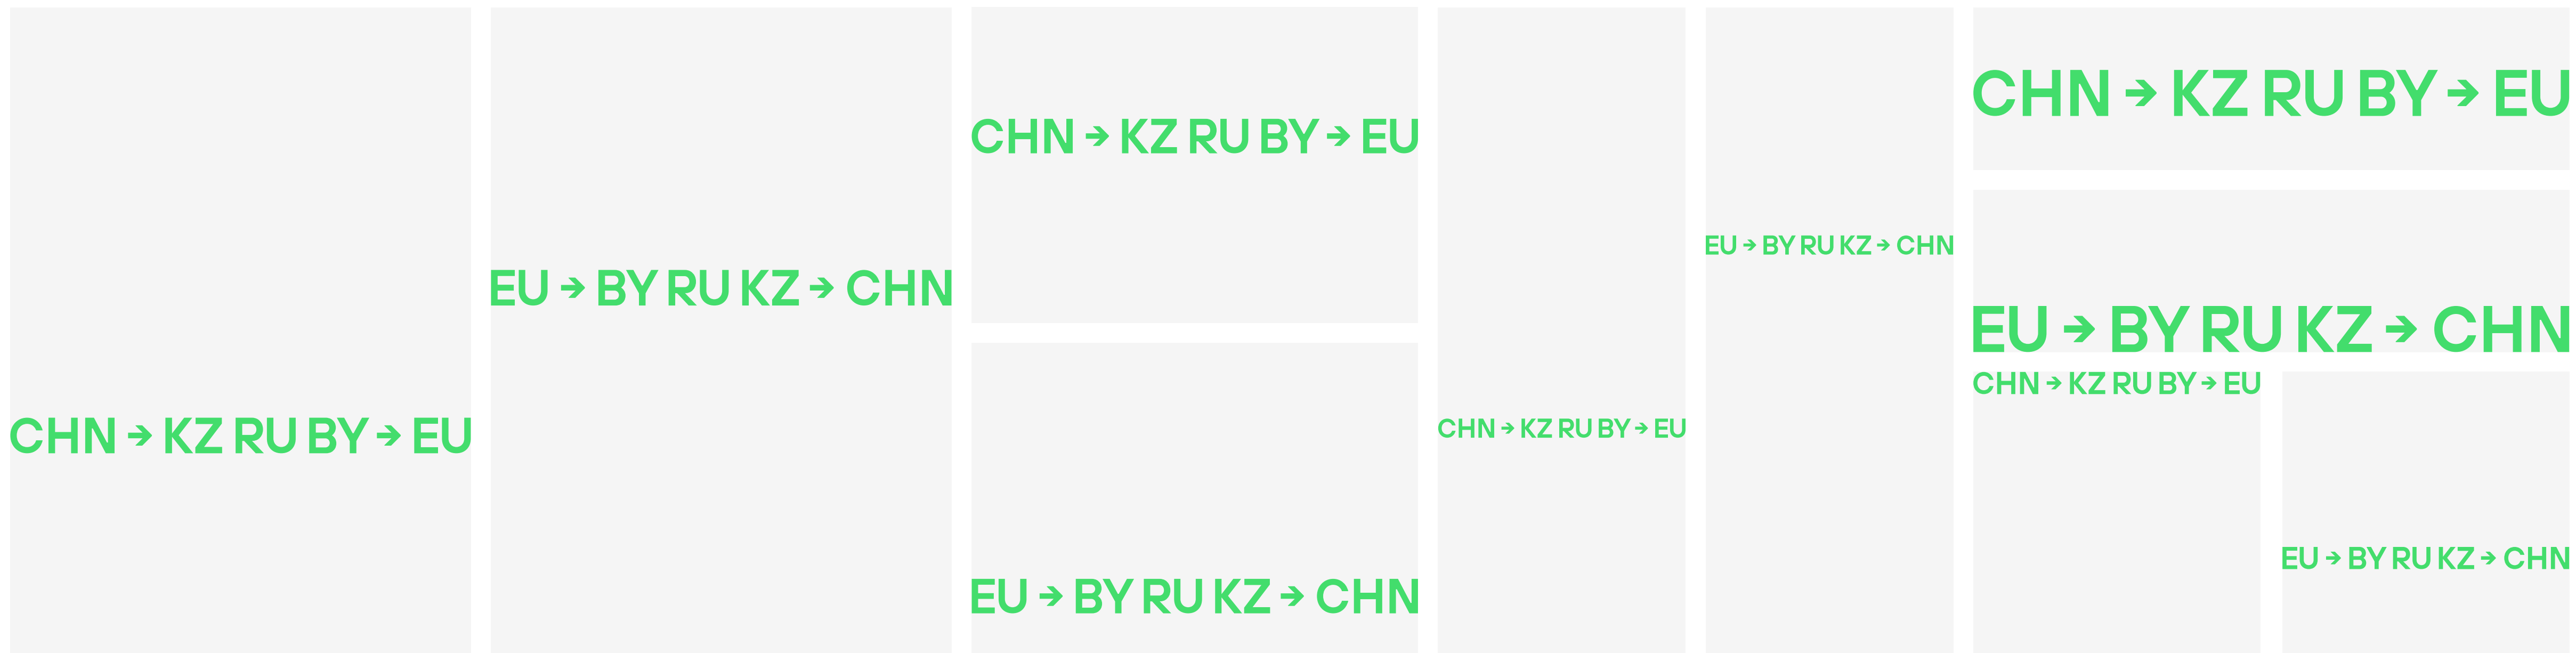 CHN → KZ RU BY → EU
EU → BY RU KZ → CHN
CHN → KZ RU BY → EU
EU → BY RU KZ → CHN
CHN → KZ RU BY → EU
EU → BY RU KZ → CHN
CHN → KZ RU BY → EU
EU → BY RU KZ → CHN
CHN → KZ RU BY → EU
EU → BY RU KZ → CHN